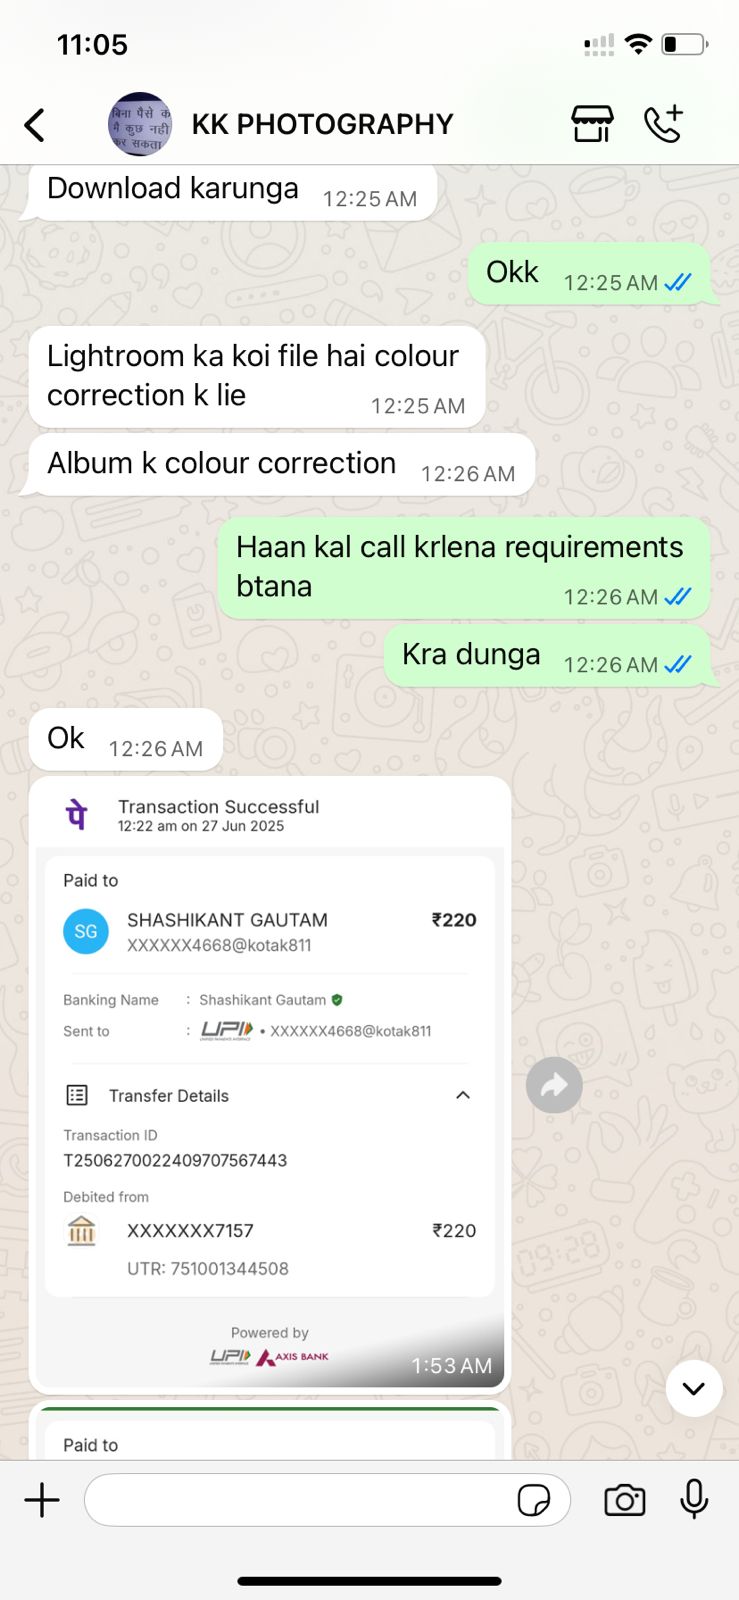 11:05
बिना पैसे क
मै कुछ नही
कर सकता
KK PHOTOGRAPHY
Download karunga 12:25 AM
Okk 12:25 AM
Lightroom ka koi file hai colour
correction k lie 12:25 AM
Album k colour correction 12:26 AM
Haan kal call krlena requirements
btana 12:26 AM
Kra dunga 12:26 AM
Ok 12:26 AM
पे Transaction Successful
12:22 am on 27 Jun 2025
Paid to
SG SHASHIKANT GAUTAM ₹220
XXXXXX4668@kotak811
Banking Name : Shashikant Gautam
Sent to : UPI • XXXXXX4668@kotak811
Transfer Details
Transaction ID
T2506270022409707567443
Debited from
XXXXXXX7157 ₹220
UTR: 751001344508
Powered by
UPI AXIS BANK
1:53 AM
Paid to